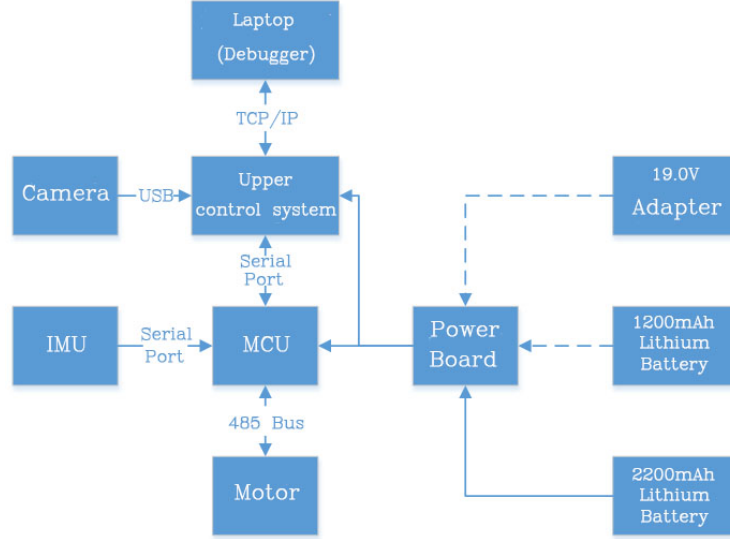 Laptop
(Debugger)
TCP/IP
Camera
USB
Upper
control system
19.0V
Adapter
Serial
Port
IMU
Serial
Port
MCU
Power
Board
1200mAh
Lithium
Battery
485 Bus
Motor
2200mAh
Lithium
Battery